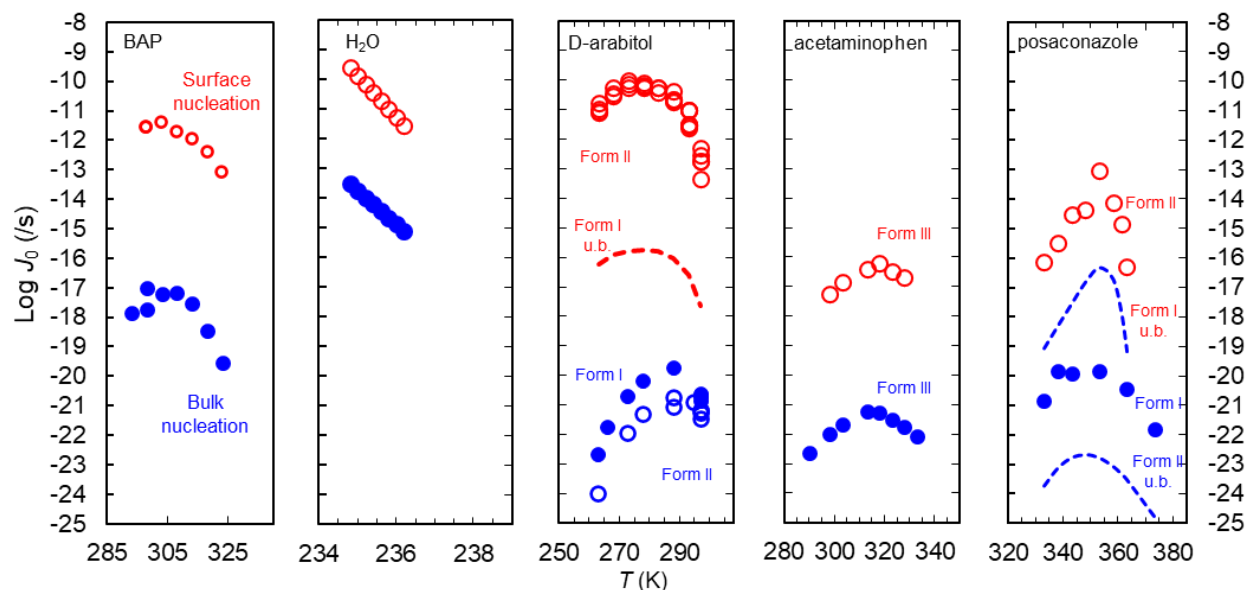 -8
-9
-10
-11
-12
-13
-14
-15
-16
-17
-18
-19
-20
-21
-22
-23
-24
-25
Log J0 (/s)
BAP
Surface
nucleation
Bulk
nucleation
285 305 325
H2O
234 236 238
D-arabitol
Form II
Form I
u.b.
Form I
Form II
250 270 290
T (K)
acetaminophen
Form III
Form III
280 300 320 340
posaconazole
Form II
Form I
u.b.
Form I
Form II
u.b.
320 340 360 380
-8
-9
-10
-11
-12
-13
-14
-15
-16
-17
-18
-19
-20
-21
-22
-23
-24
-25